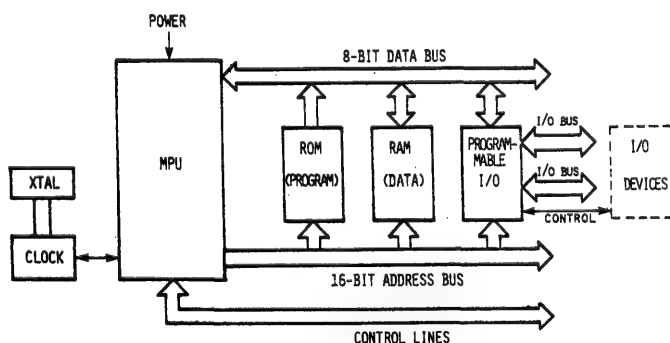 POWER
8-BIT DATA BUS
MPU
ROM
(PROGRAM)
RAM
(DATA)
PROGRAM-
MABLE
I/O
I/O BUS
I/O BUS
CONTROL
I/O
DEVICES
XTAL
CLOCK
16-BIT ADDRESS BUS
CONTROL LINES